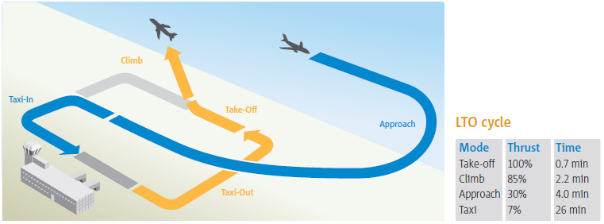 Climb
Taxi-In
Take-Off
Approach
Taxi-Out
LTO cycle
Mode Thrust Time
Take-off 100% 0.7 min
Climb 85% 2.2 min
Approach 30% 4.0 min
Taxi 7% 26 min